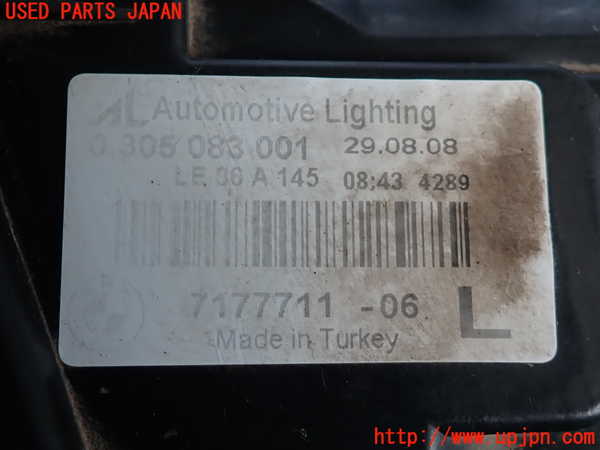 USED PARTS JAPAN
AL Automotive Lighting
0 305 083 001 29.08.08
LE 06 A 145 08:43 4289
7177711 -06 L
Made in Turkey
http://www.upjpn.com